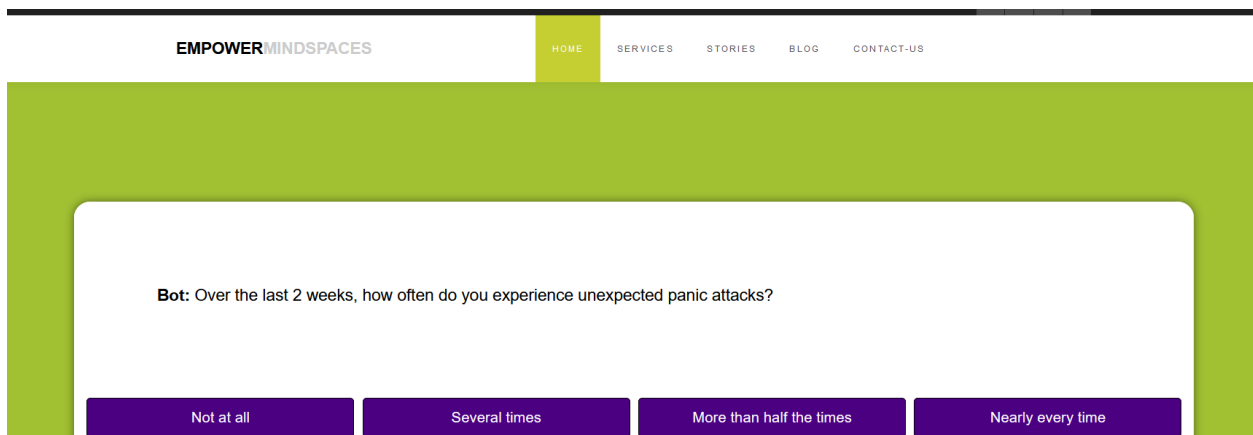 EMPOWERMINDSPACES HOME SERVICES STORIES BLOG CONTACT-US
Bot: Over the last 2 weeks, how often do you experience unexpected panic attacks?
Not at all Several times More than half the times Nearly every time